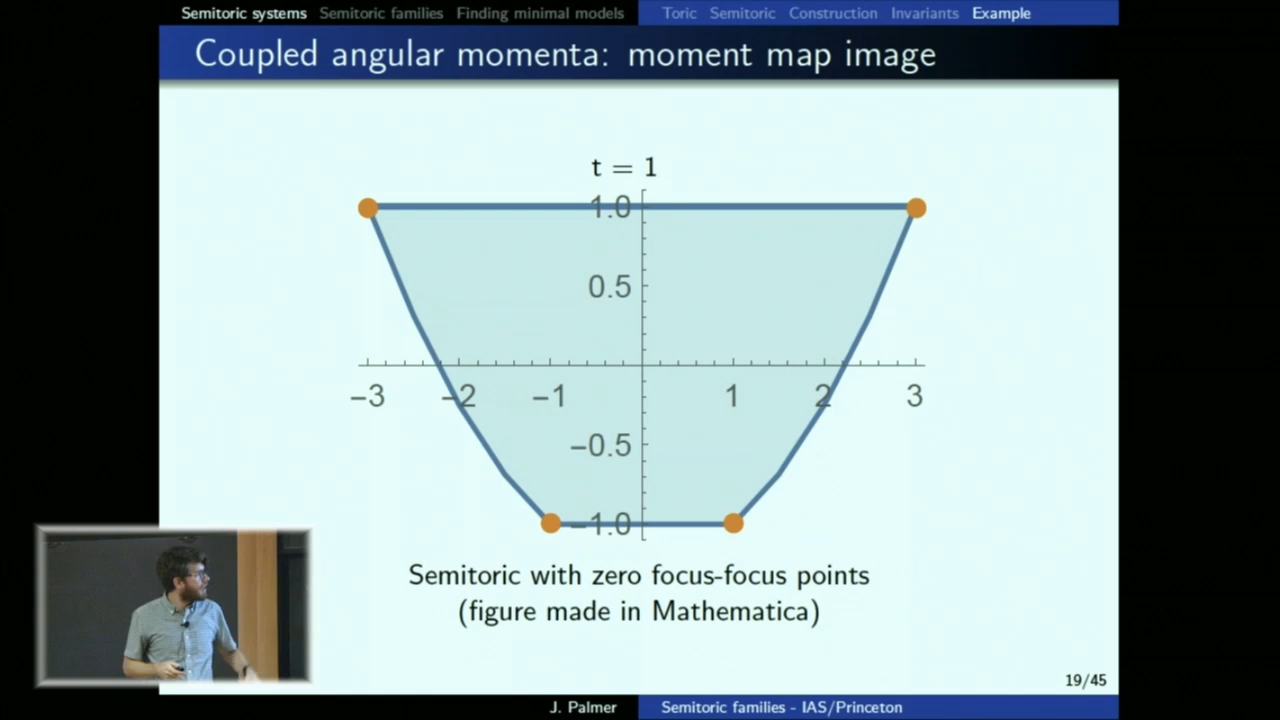 Semitoric systems Semitoric families Finding minimal models Toric Semitoric Construction Invariants Example
Coupled angular momenta: moment map image
t = 1
1.0
0.5
−3 −2 −1 1 2 3
−0.5
−1.0
Semitoric with zero focus-focus points
(figure made in Mathematica)
19/45
J. Palmer Semitoric families - IAS/Princeton